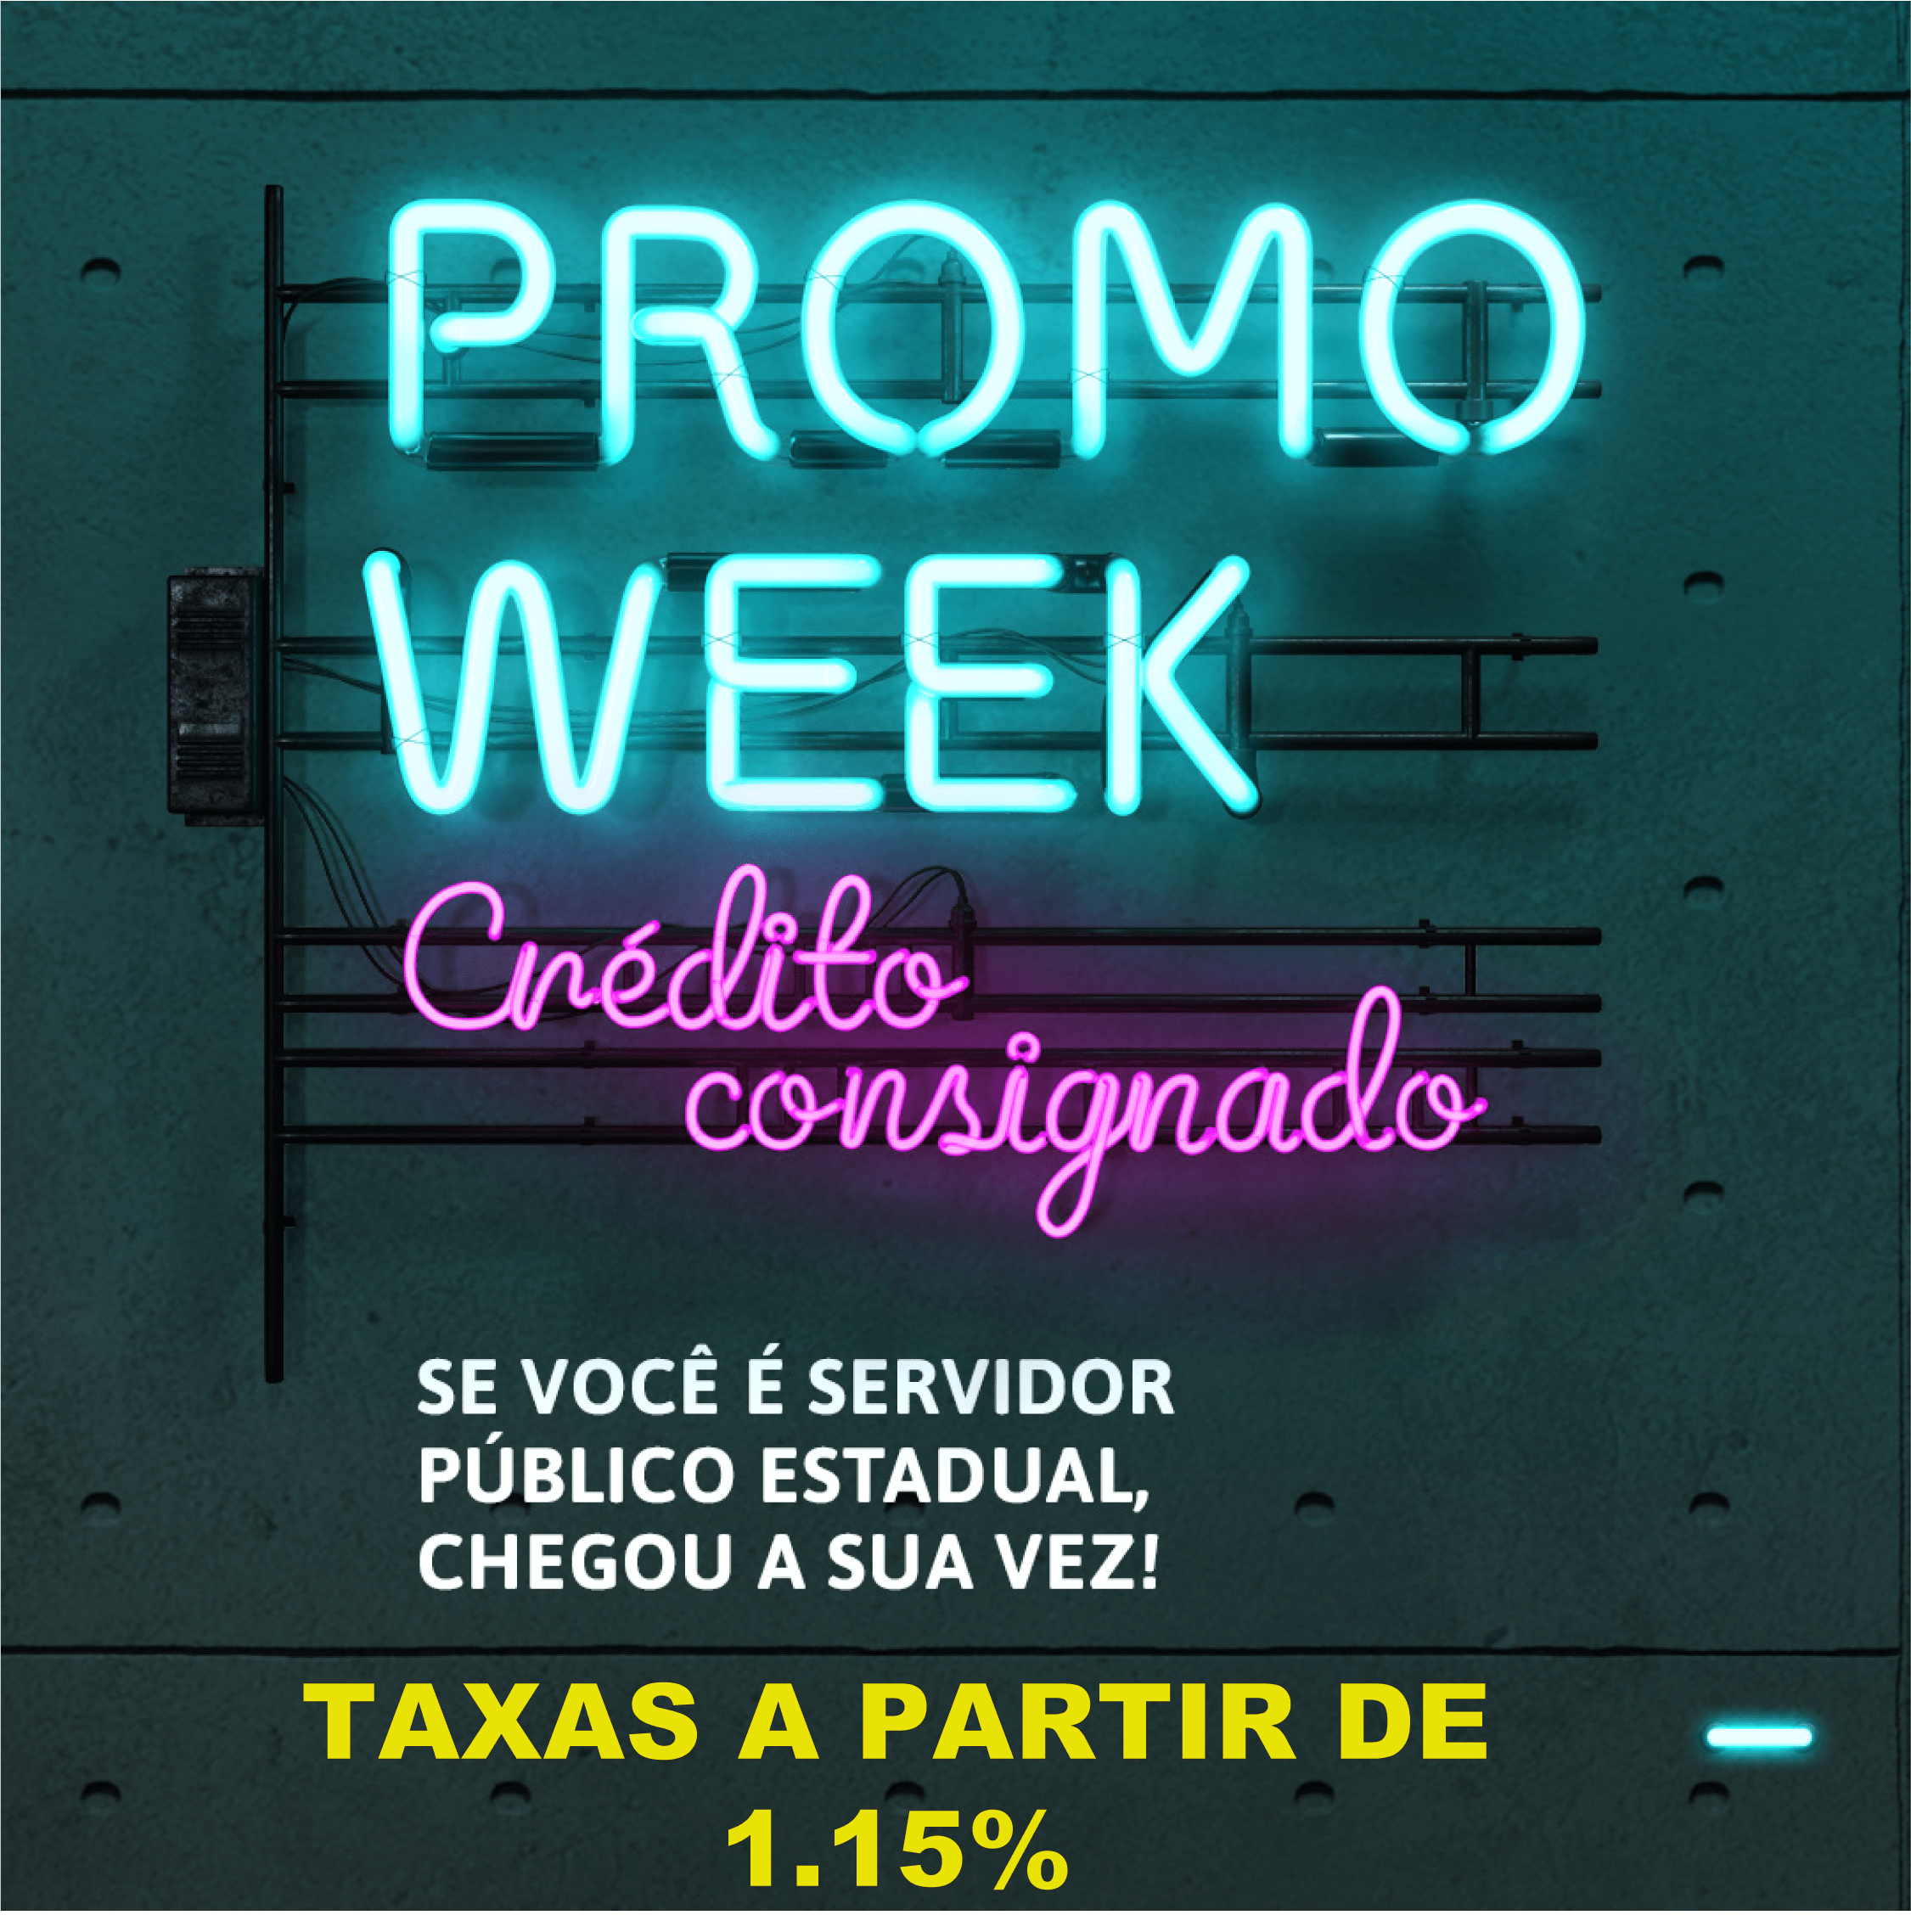 PROMO
WEEK
Crédito
consignado
SE VOCÊ É SERVIDOR
PÚBLICO ESTADUAL,
CHEGOU A SUA VEZ!
TAXAS A PARTIR DE
1.15%